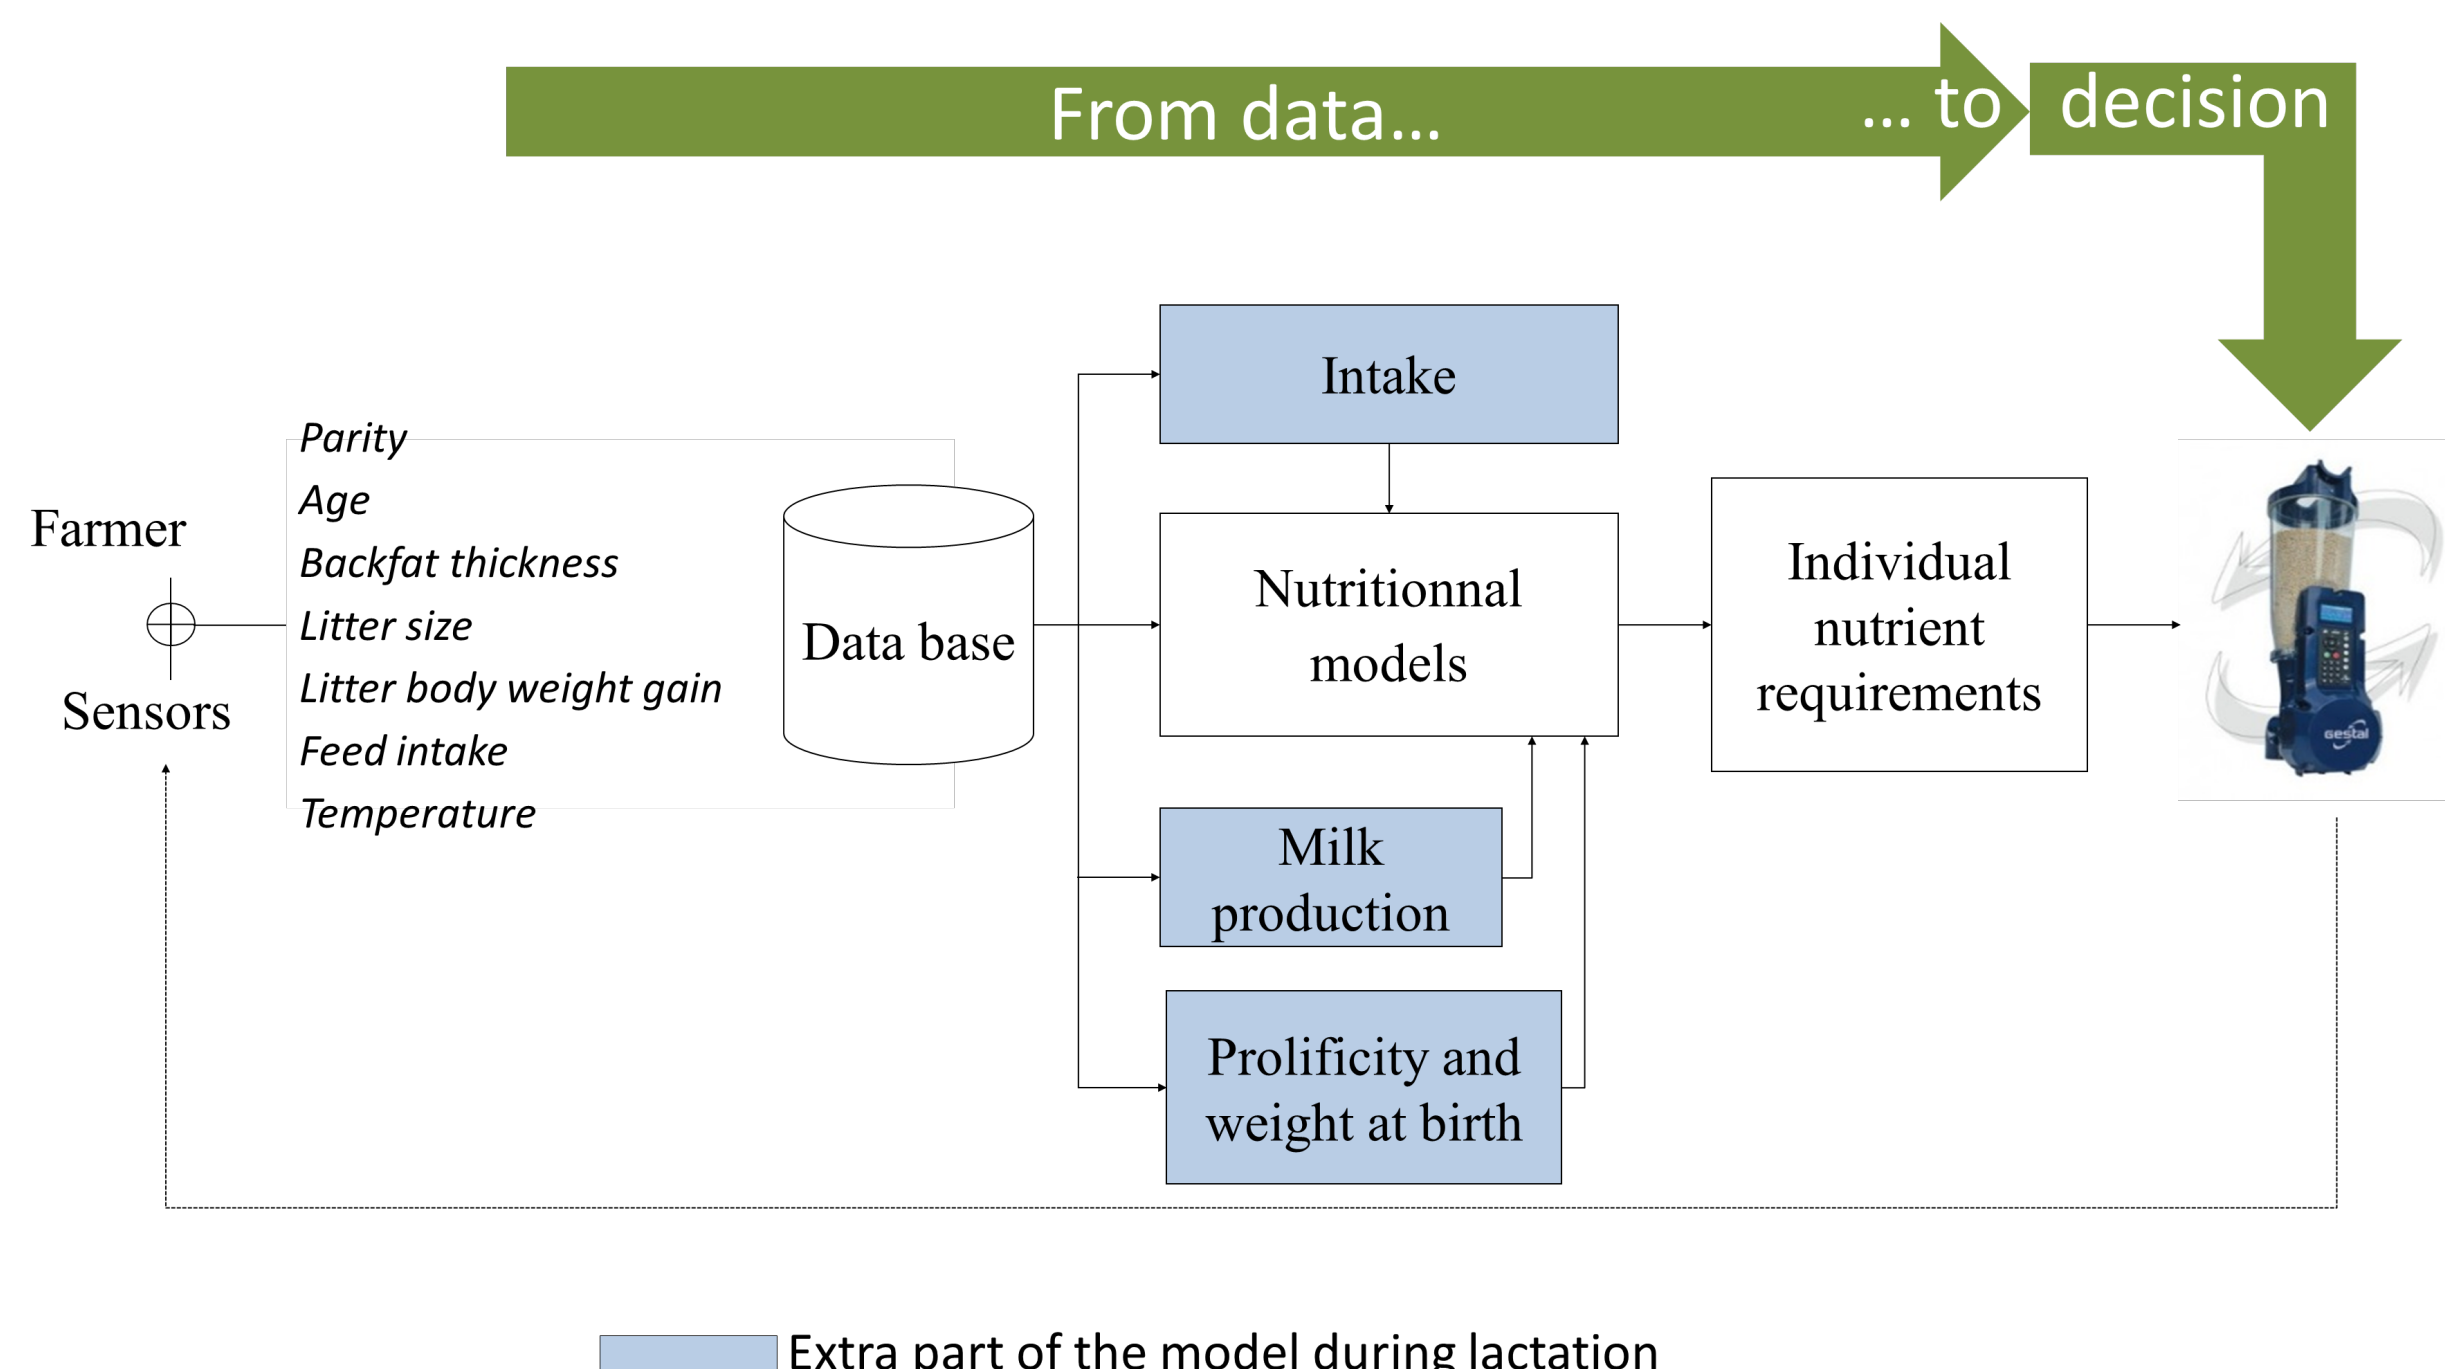 From data...
... to decision
Farmer
Sensors
Parity
Age
Backfat thickness
Litter size
Litter body weight gain
Feed intake
Temperature
Data base
Intake
Nutritionnal
models
Milk
production
Prolificity and
weight at birth
Individual
nutrient
requirements
Gestal
Extra part of the model during lactation